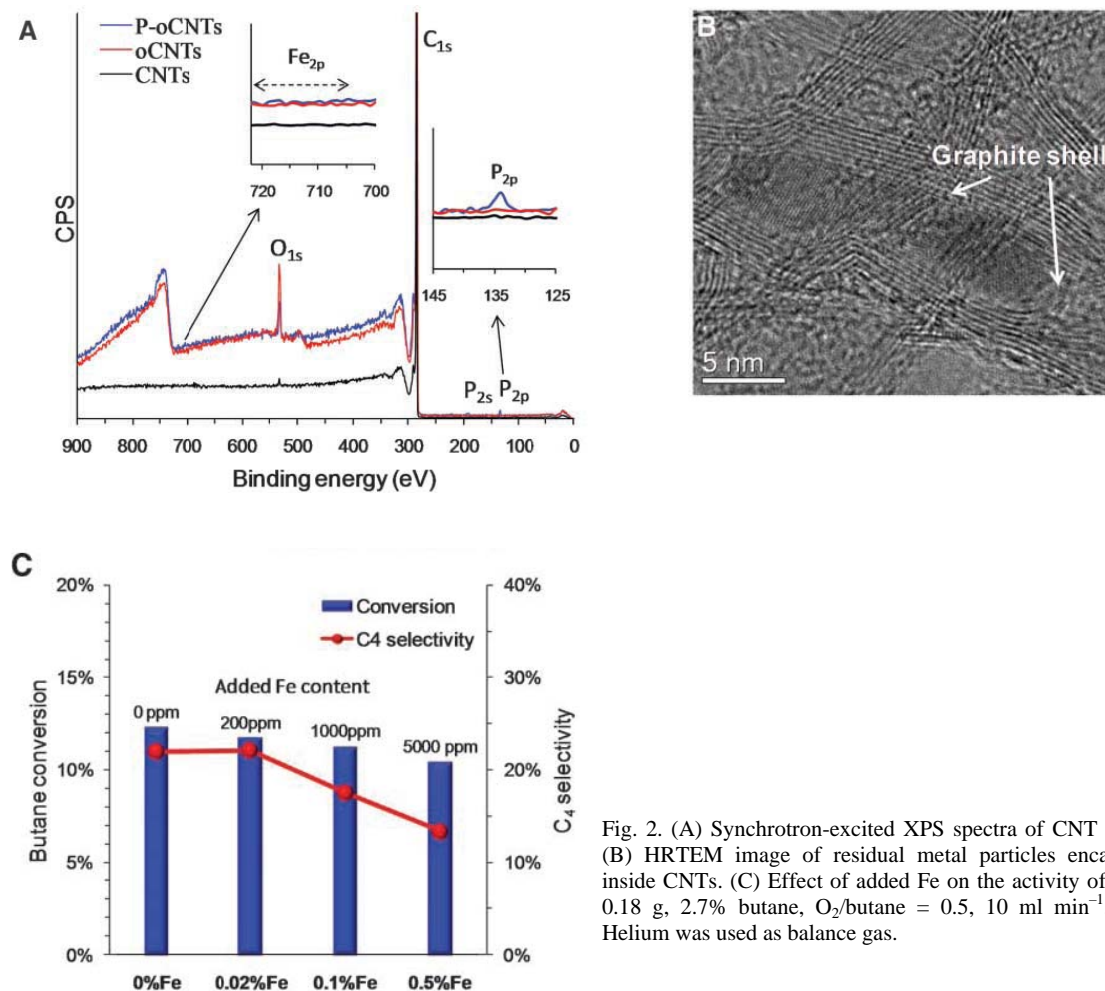 A
P-oCNTs
oCNTs
CNTs
Fe2p
720 710 700
C1s
P2p
145 135 125
O1s
P2s P2p
CPS
900 800 700 600 500 400 300 200 100 0
Binding energy (eV)
B
Graphite shell
5 nm
C
20% 40%
Conversion
C4 selectivity
15% 30%
Added Fe content
0 ppm 200ppm 1000ppm 5000 ppm
10% 20%
5% 10%
0% 0%
Butane conversion
C4 selectivity
0%Fe 0.02%Fe 0.1%Fe 0.5%Fe
Fig. 2. (A) Synchrotron-excited XPS spectra of CNT
(B) HRTEM image of residual metal particles enca
inside CNTs. (C) Effect of added Fe on the activity of
0.18 g, 2.7% butane, O2/butane = 0.5, 10 ml min–1
Helium was used as balance gas.